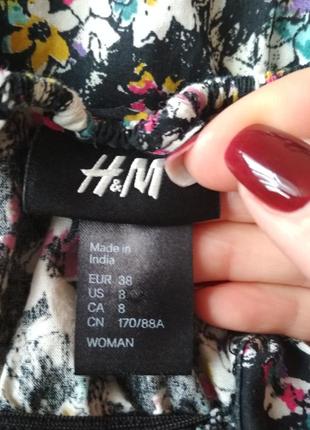 H&M
Made in
India
EUR 38
US 8
CA 8
CN 170/88A
WOMAN